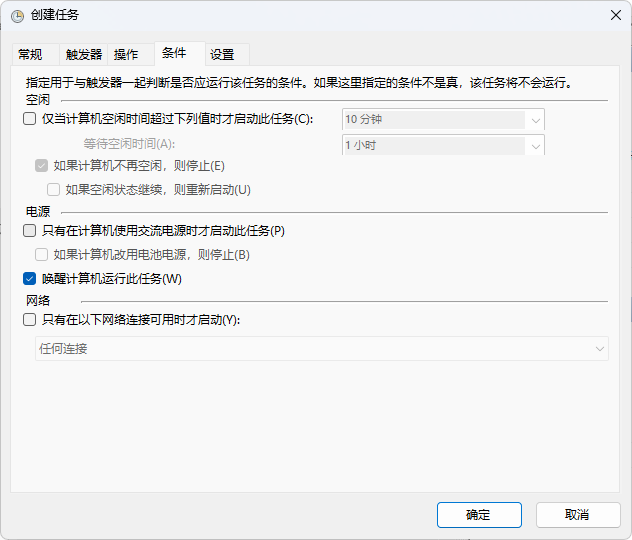 创建任务
常规 触发器 操作 条件 设置
指定用于与触发器一起判断是否应运行该任务的条件。如果这里指定的条件不是真，该任务将不会运行。
空闲
仅当计算机空闲时间超过下列值时才启动此任务(C): 10 分钟
等待空闲时间(A): 1 小时
如果计算机不再空闲，则停止(E)
如果空闲状态继续，则重新启动(U)
电源
只有在计算机使用交流电源时才启动此任务(P)
如果计算机改用电池电源，则停止(B)
唤醒计算机运行此任务(W)
网络
只有在以下网络连接可用时才启动(Y):
任何连接
确定 取消